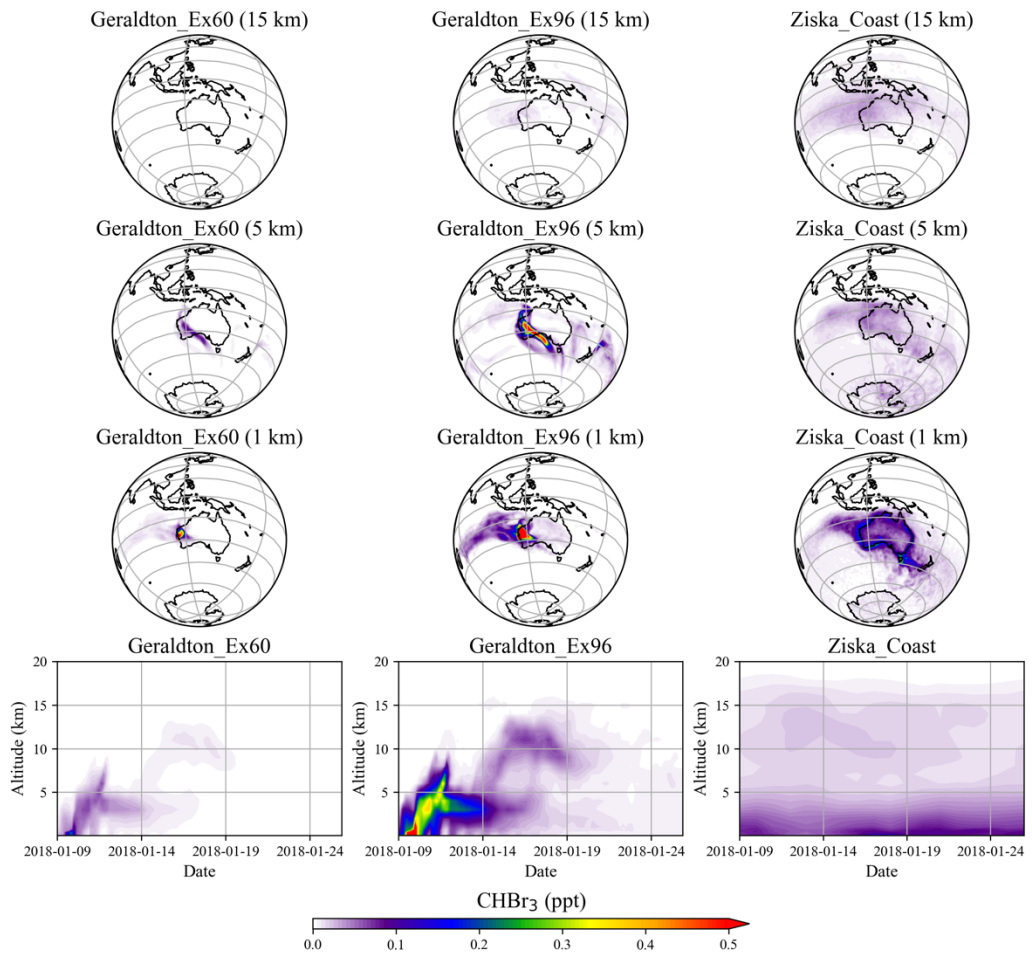 Geraldton_Ex60 (15 km) Geraldton_Ex96 (15 km) Ziska_Coast (15 km)
Geraldton_Ex60 (5 km) Geraldton_Ex96 (5 km) Ziska_Coast (5 km)
Geraldton_Ex60 (1 km) Geraldton_Ex96 (1 km) Ziska_Coast (1 km)
Geraldton_Ex60 Geraldton_Ex96 Ziska_Coast
20 20 20
15 15 15
10 10 10
5 5 5
Altitude (km) Altitude (km) Altitude (km)
2018-01-09 2018-01-14 2018-01-19 2018-01-24 2018-01-09 2018-01-14 2018-01-19 2018-01-24 2018-01-09 2018-01-14 2018-01-19 2018-01-24
Date Date Date
CHBr₃ (ppt)
0.0 0.1 0.2 0.3 0.4 0.5